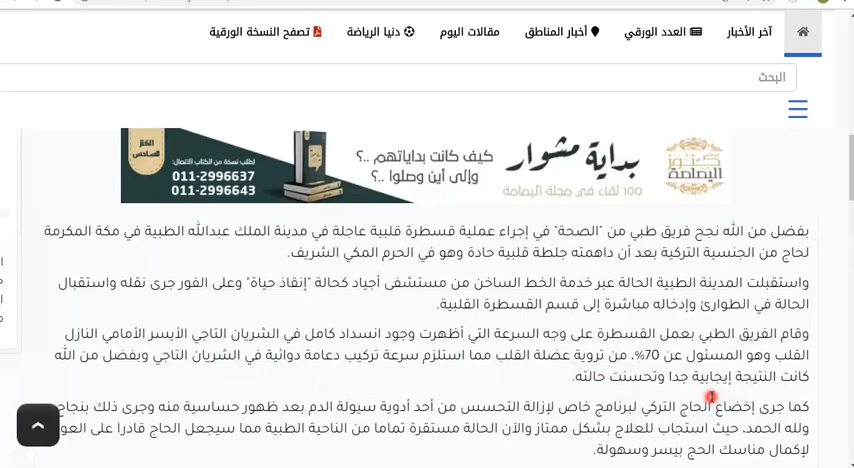 آخر الأخبار
العدد الورقي
أخبار المناطق
مقالات اليوم
دنيا الرياضة
تصفح النسخة الورقية
البحث
كنوز اليمامة
بداية مشوار
100 لقاء في مجلة اليمامة
كيف كانت بداياتهم ..؟
وإلى أين وصلوا ..؟
لطلب نسخة من الكتاب الاتصال:
011-2996637
011-2996643
الكنز السادس
بفضل من الله نجح فريق طبي من "الصحة" في إجراء عملية قسطرة قلبية عاجلة في مدينة الملك عبدالله الطبية في مكة المكرمة
لحاج من الجنسية التركية بعد أن داهمته جلطة قلبية حادة وهو في الحرم المكي الشريف.
واستقبلت المدينة الطبية الحالة عبر خدمة الخط الساخن من مستشفى أجياد كحالة "إنقاذ حياة" وعلى الفور جرى نقله واستقبال
الحالة في الطوارئ وإدخاله مباشرة إلى قسم القسطرة القلبية.
وقام الفريق الطبي بعمل القسطرة على وجه السرعة التي أظهرت وجود انسداد كامل في الشريان التاجي الأيسر الأمامي النازل
القلب وهو المسئول عن 70%، من تروية عضلة القلب مما استلزم سرعة تركيب دعامة دوائية في الشريان التاجي وبفضل من الله
كانت النتيجة إيجابية جدا وتحسنت حالته.
كما جرى إخضاع الحاج التركي لبرنامج خاص لإزالة التحسس من أحد أدوية سيولة الدم بعد ظهور حساسية منه وجرى ذلك بنجاح
ولله الحمد، حيث استجاب للعلاج بشكل ممتاز والآن الحالة مستقرة تماما من الناحية الطبية مما سيجعل الحاج قادرا على
لإكمال مناسك الحج بيسر وسهولة.